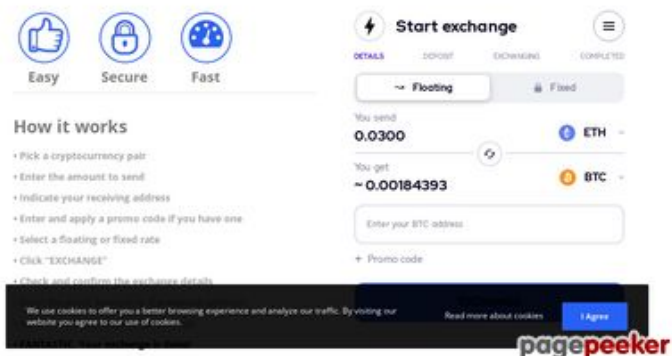 Easy Secure Fast
How it works
• Pick a cryptocurrency pair
• Enter the amount to send
• Indicate your receiving address
• Enter and apply a promo code if you have one
• Select a floating or fixed rate
• Click "EXCHANGE"
• Check and confirm the exchange details
Start exchange
DETAILS DEPOSIT EXCHANGING COMPLETED
Floating Fixed
You send
0.0300 ETH
You get
~ 0.00184393 BTC
Enter your BTC address
+ Promo code
We use cookies to offer you a better browsing experience and analyze our traffic. By visiting our
website you agree to our use of cookies.
Read more about cookies
I Agree
pagepeeker